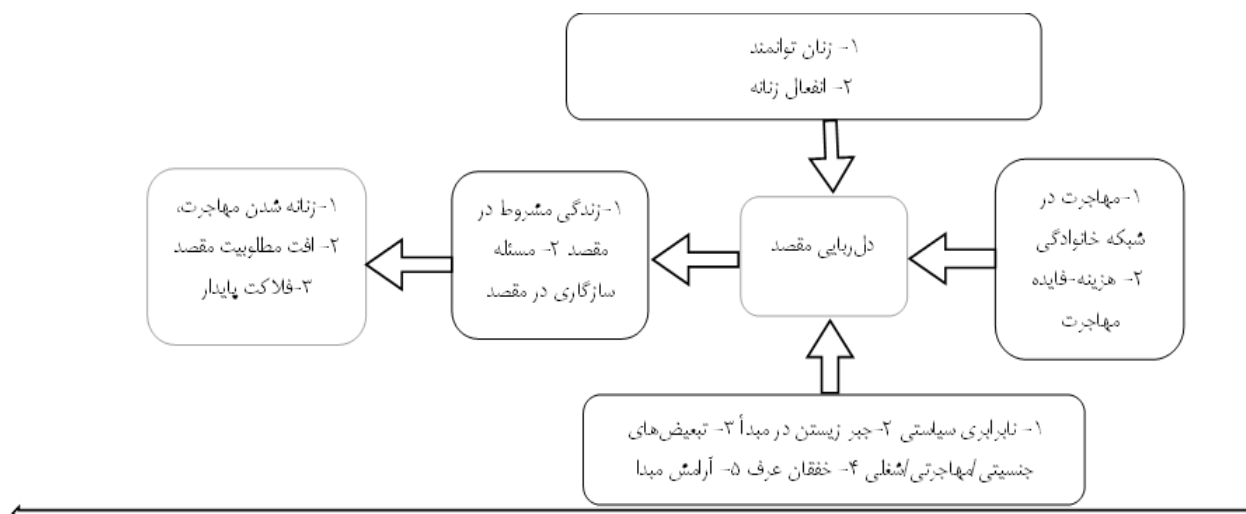 ۱- زنان توانمند
۲- انفعال زنانه
۱-مهاجرت در
شبکه خانوادگی
۲- هزینه-فایده
مهاجرت
دل‌ربایی مقصد
۱-زندگی مشروط در
مقصد ۲- مسئله
سازگاری در مقصد
۱-زنانه شدن مهاجرت،
۲- افت مطلوبیت مقصد
۳-فلاکت پایدار
۱- نابرابری سیاستی ۲-جبر زیستن در مبدأ ۳- تبعیض‌های
جنسیتی/مهاجرتی/شغلی ۴- خفقان عرف ۵- آرامش مبدا